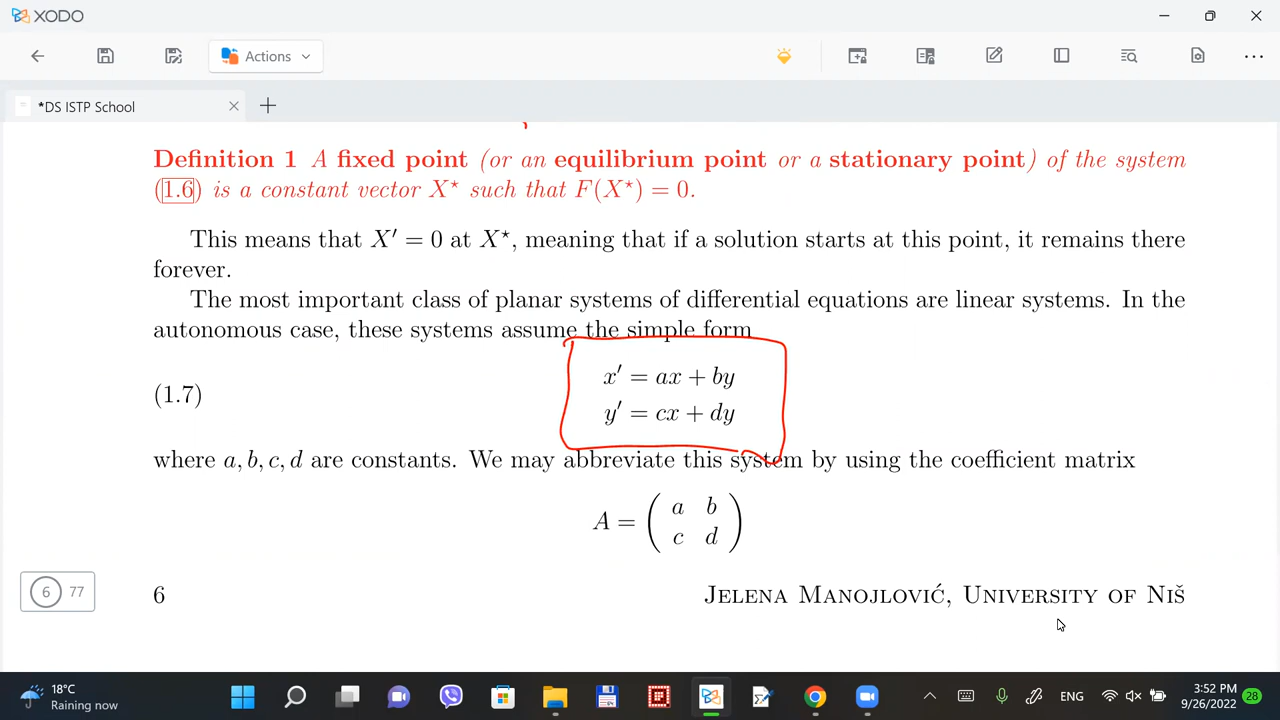 XODO
Actions
*DS ISTP School
Definition 1 A fixed point (or an equilibrium point or a stationary point) of the system
(1.6) is a constant vector X⋆ such that F(X⋆) = 0.
This means that X′ = 0 at X⋆, meaning that if a solution starts at this point, it remains there
forever.
The most important class of planar systems of differential equations are linear systems. In the
autonomous case, these systems assume the simple form
x′ = ax + by
(1.7)
y′ = cx + dy
where a, b, c, d are constants. We may abbreviate this system by using the coefficient matrix
a b
A =
c d
6 77
6 Jelena Manojlović, University of Niš
18°C
Raining now
ENG
3:52 PM
9/26/2022
28